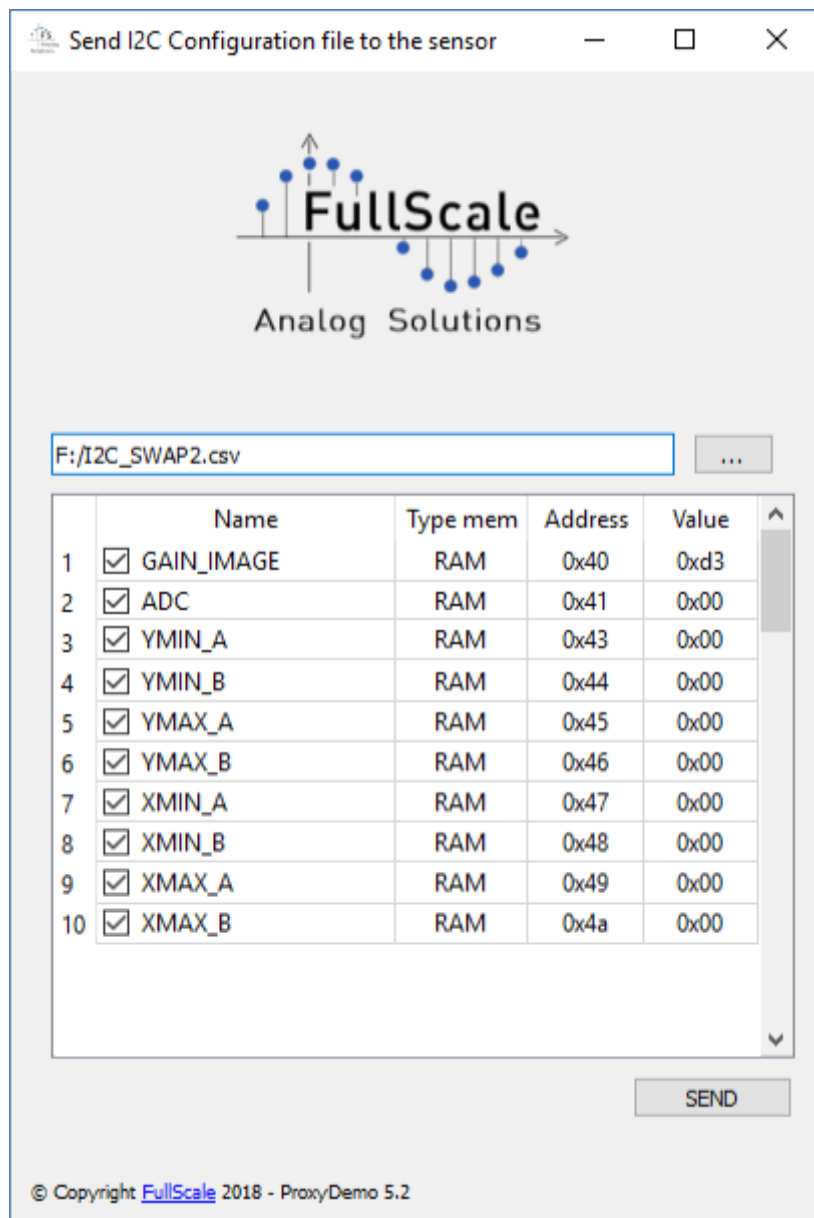 Send I2C Configuration file to the sensor
FullScale
Analog Solutions
F:/I2C_SWAP2.csv
...
Name Type mem Address Value
1 GAIN_IMAGE RAM 0x40 0xd3
2 ADC RAM 0x41 0x00
3 YMIN_A RAM 0x43 0x00
4 YMIN_B RAM 0x44 0x00
5 YMAX_A RAM 0x45 0x00
6 YMAX_B RAM 0x46 0x00
7 XMIN_A RAM 0x47 0x00
8 XMIN_B RAM 0x48 0x00
9 XMAX_A RAM 0x49 0x00
10 XMAX_B RAM 0x4a 0x00
SEND
© Copyright FullScale 2018 - ProxyDemo 5.2